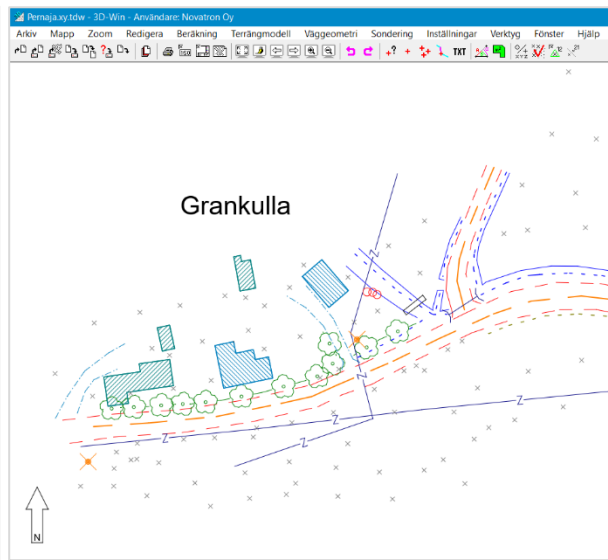 Pernaja.xy.tdw - 3D-Win - Användare: Novatron Oy
Arkiv Mapp Zoom Redigera Beräkning Terrängmodell Väggeometri Sondering Inställningar Verktyg Fönster Hjälp
TXT
Grankulla
Z
Z
Z
Z
Z
N